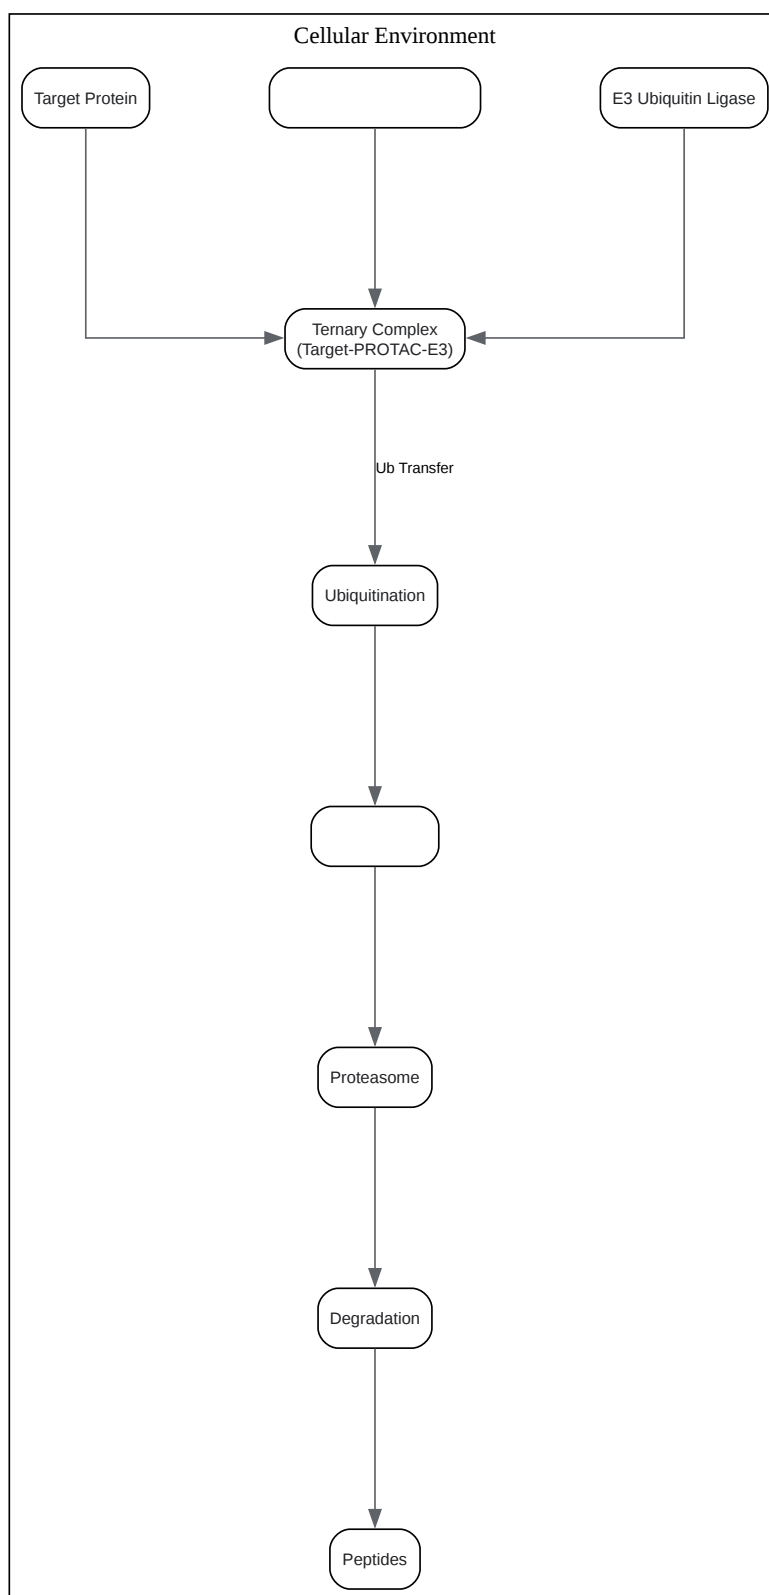 Cellular Environment
Target Protein
E3 Ubiquitin Ligase
Ternary Complex
(Target-PROTAC-E3)
Ub Transfer
Ubiquitination
Proteasome
Degradation
Peptides